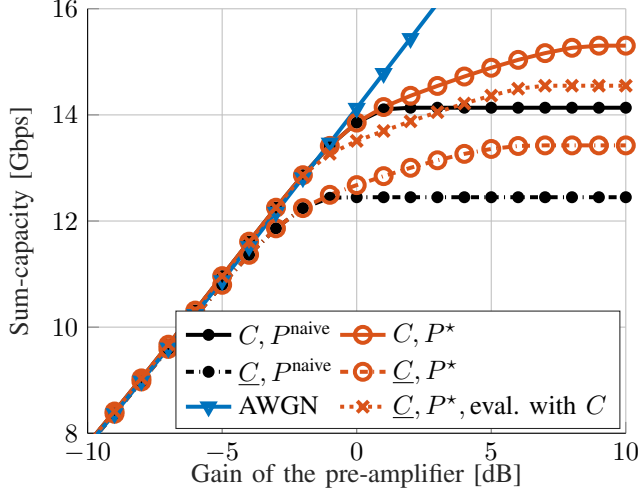 16
14
12
10
8
−10 −5 0 5 10
Sum-capacity [Gbps]
Gain of the pre-amplifier [dB]
C, P^naive C, P^⋆
C̲, P^naive C̲, P^⋆
AWGN C̲, P^⋆, eval. with C